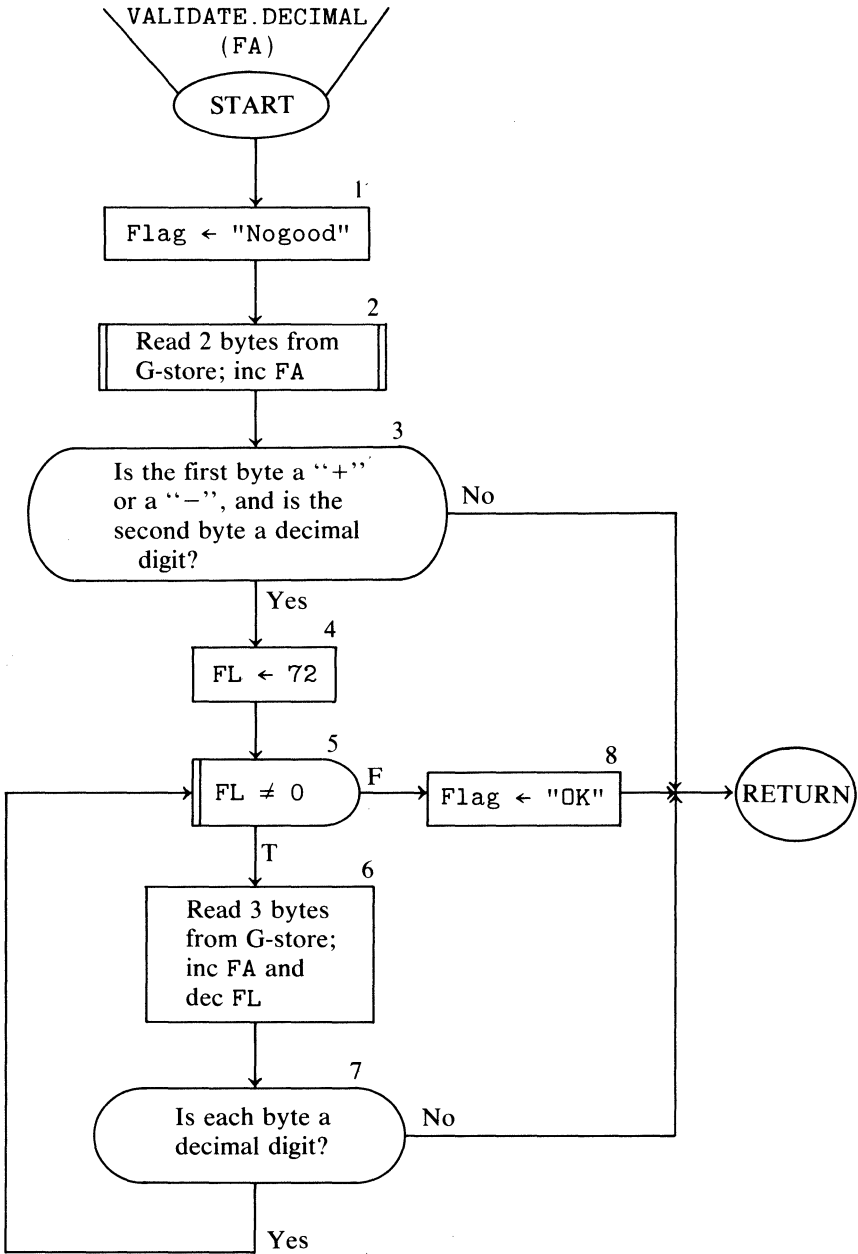 VALIDATE.DECIMAL
(FA)
START
1
Flag ← "Nogood"
2
Read 2 bytes from
G-store; inc FA
3
Is the first byte a “+”
or a “−”, and is the
second byte a decimal
digit?
No
Yes
4
FL ← 72
5
FL ≠ 0
F
8
Flag ← "OK"
RETURN
T
6
Read 3 bytes
from G-store;
inc FA and
dec FL
7
Is each byte a
decimal digit?
No
Yes